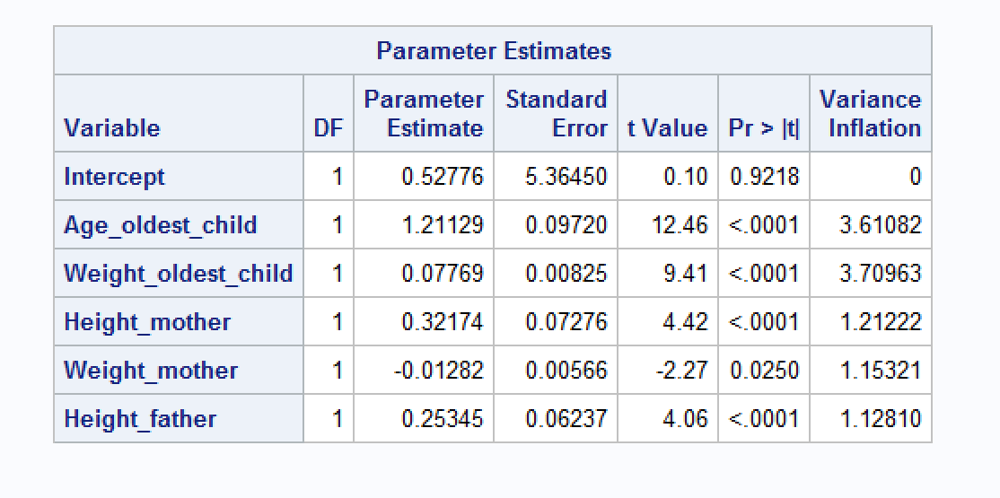 Parameter Estimates
Variable DF Parameter Estimate Standard Error t Value Pr > |t| Variance Inflation
Intercept 1 0.52776 5.36450 0.10 0.9218 0
Age_oldest_child 1 1.21129 0.09720 12.46 <.0001 3.61082
Weight_oldest_child 1 0.07769 0.00825 9.41 <.0001 3.70963
Height_mother 1 0.32174 0.07276 4.42 <.0001 1.21222
Weight_mother 1 -0.01282 0.00566 -2.27 0.0250 1.15321
Height_father 1 0.25345 0.06237 4.06 <.0001 1.12810